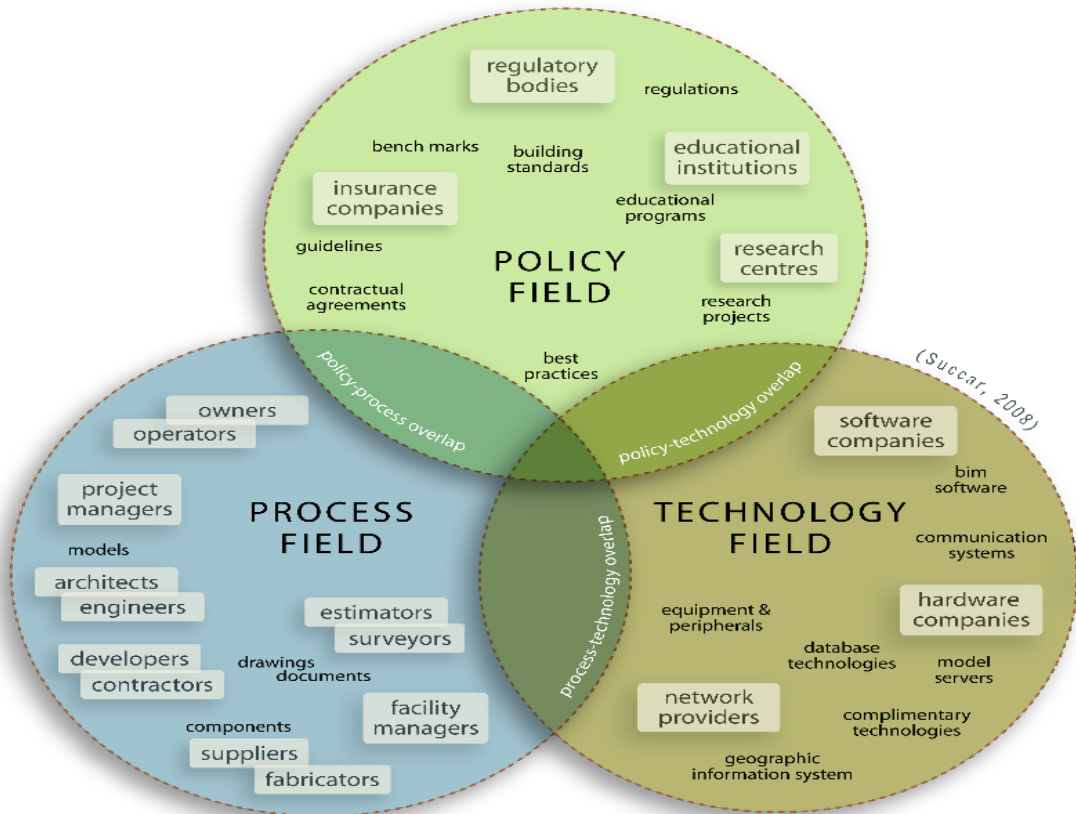 regulatory
bodies
regulations
bench marks
building
standards
educational
institutions
insurance
companies
educational
programs
guidelines
POLICY
FIELD
research
centres
contractual
agreements
research
projects
best
practices
policy-process overlap
policy-technology overlap
(Succar, 2008)
owners
operators
project
managers
PROCESS
FIELD
models
architects
engineers
estimators
surveyors
developers
contractors
drawings
documents
components
facility
managers
suppliers
fabricators
process-technology overlap
software
companies
bim
software
TECHNOLOGY
FIELD
communication
systems
equipment &
peripherals
hardware
companies
database
technologies
model
servers
network
providers
complimentary
technologies
geographic
information system